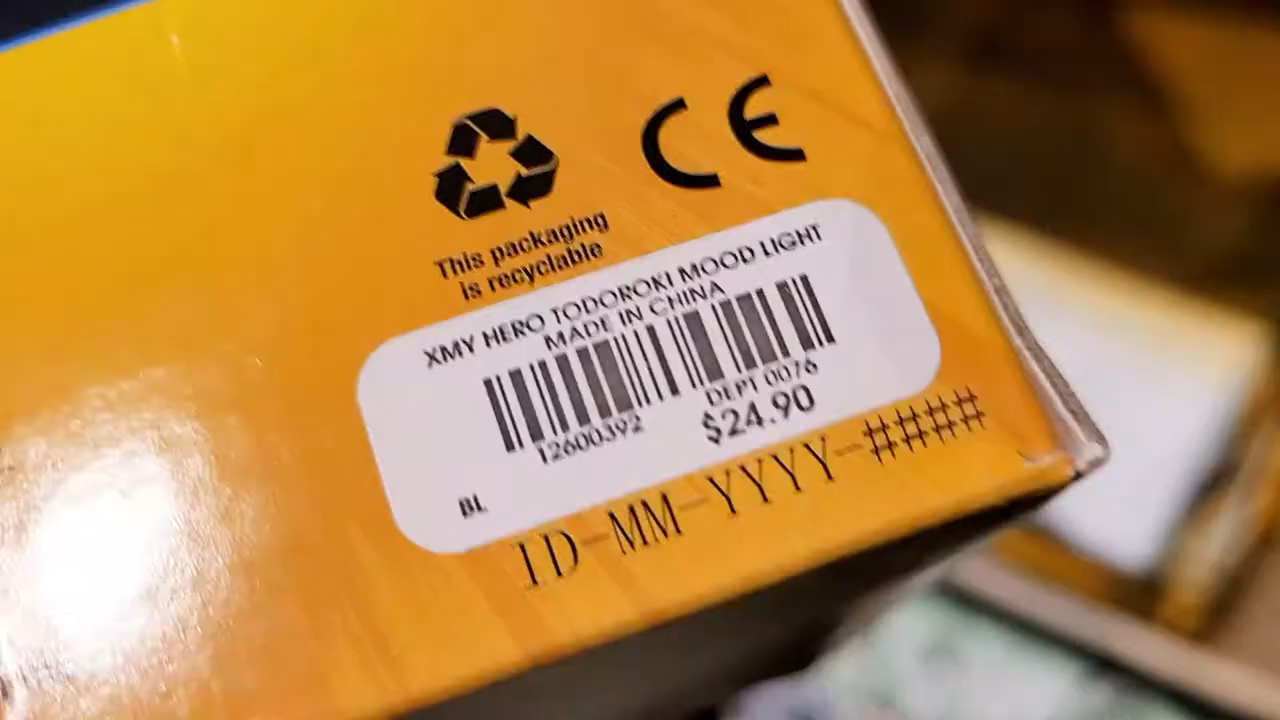 CE
This packaging
is recyclable
XMY HERO TODOROKI MOOD LIGHT
MADE IN CHINA
DEPT 0076
12600392
$24.90
BL
ID-MM-YYYY-####